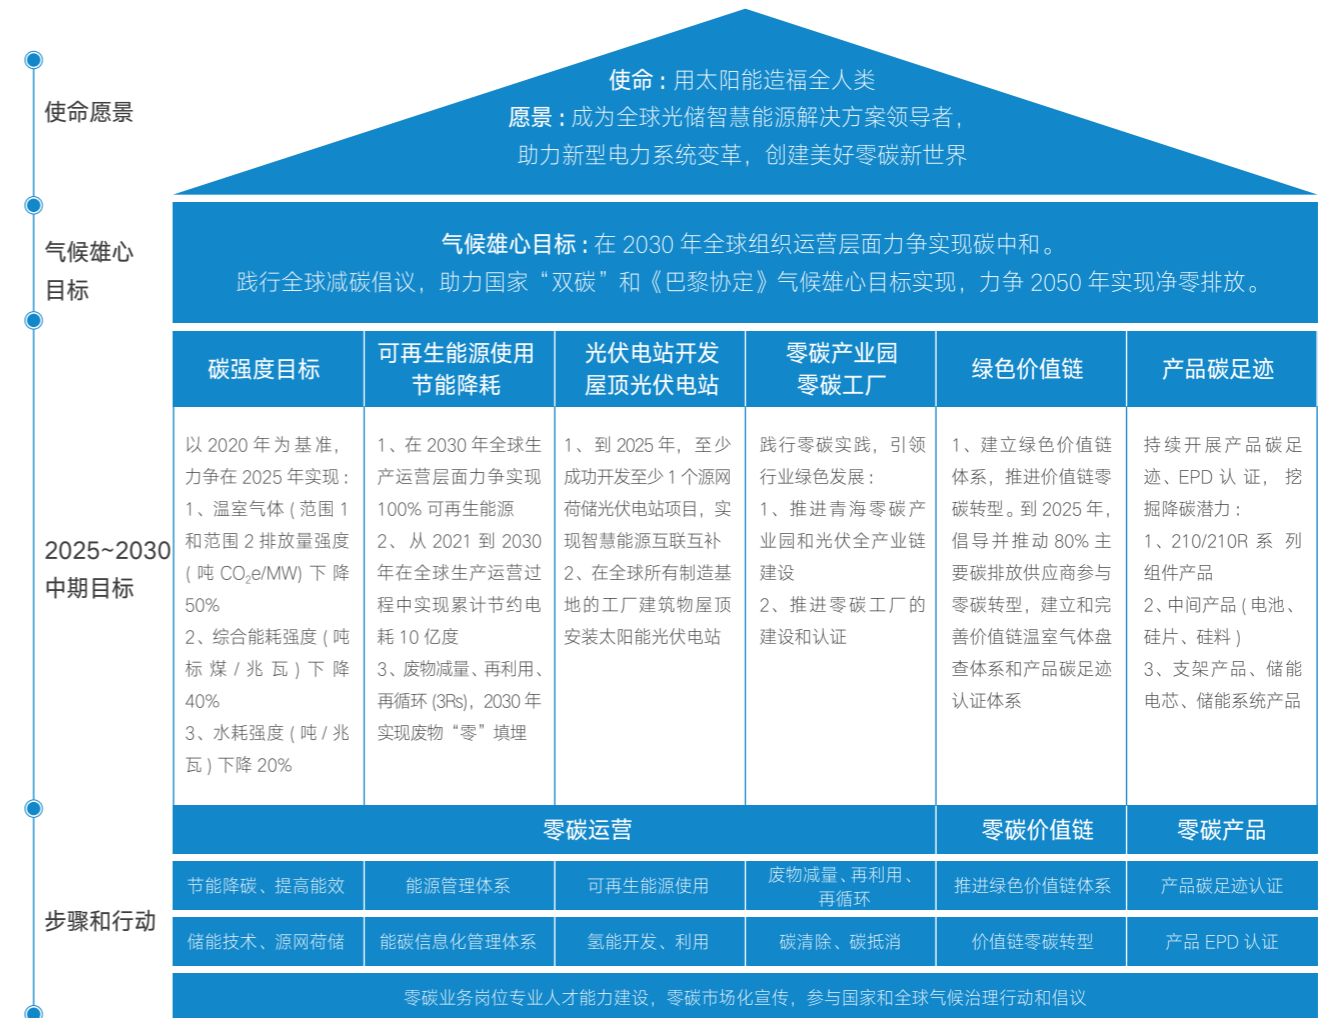 使命愿景
使命：用太阳能造福全人类
愿景：成为全球光储智慧能源解决方案领导者，
助力新型电力系统变革，创建美好零碳新世界
气候雄心
目标
气候雄心目标：在 2030 年全球组织运营层面力争实现碳中和。
践行全球减碳倡议，助力国家“双碳”和《巴黎协定》气候雄心目标实现，力争 2050 年实现净零排放。
2025~2030
中期目标
碳强度目标
以 2020 年为基准，
力争在 2025 年实现：
1、温室气体 ( 范围 1
和范围 2 排放量强度
( 吨 CO₂e/MW) 下 降
50%
2、综合能耗强度 ( 吨
标 煤 / 兆 瓦 ) 下 降
40%
3、水耗强度 ( 吨 / 兆
瓦 ) 下降 20%
可再生能源使用
节能降耗
1、在 2030 年全球生
产运营层面力争实现
100% 可再生能源
2、从 2021 到 2030
年在全球生产运营过
程中实现累计节约电
耗 10 亿度
3、废物减量、再利用、
再循环 (3Rs)，2030 年
实现废物“零”填埋
光伏电站开发
屋顶光伏电站
1、到 2025 年，至少
成功开发至少 1 个源网
荷储光伏电站项目，实
现智慧能源互联互补
2、在全球所有制造基
地的工厂建筑物屋顶
安装太阳能光伏电站
零碳产业园
零碳工厂
践行零碳实践，引领
行业绿色发展：
1、推进青海零碳产
业园和光伏全产业链
建设
2、推进零碳工厂的
建设和认证
绿色价值链
1、建立绿色价值链
体系，推进价值链零
碳转型。到 2025 年，
倡导并推动 80% 主
要碳排放供应商参与
零碳转型，建立和完
善价值链温室气体盘
查体系和产品碳足迹
认证体系
产品碳足迹
持续开展产品碳足
迹、EPD 认 证， 挖
掘降碳潜力：
1、210/210R 系 列
组件产品
2、中间产品 ( 电池、
硅片、硅料 )
3、支架产品、储能
电芯、储能系统产品
步骤和行动
零碳运营
零碳价值链
零碳产品
节能降碳、提高能效
能源管理体系
可再生能源使用
废物减量、再利用、
再循环
推进绿色价值链体系
产品碳足迹认证
储能技术、源网荷储
能碳信息化管理体系
氢能开发、利用
碳清除、碳抵消
价值链零碳转型
产品 EPD 认证
零碳业务岗位专业人才能力建设，零碳市场化宣传，参与国家和全球气候治理行动和倡议